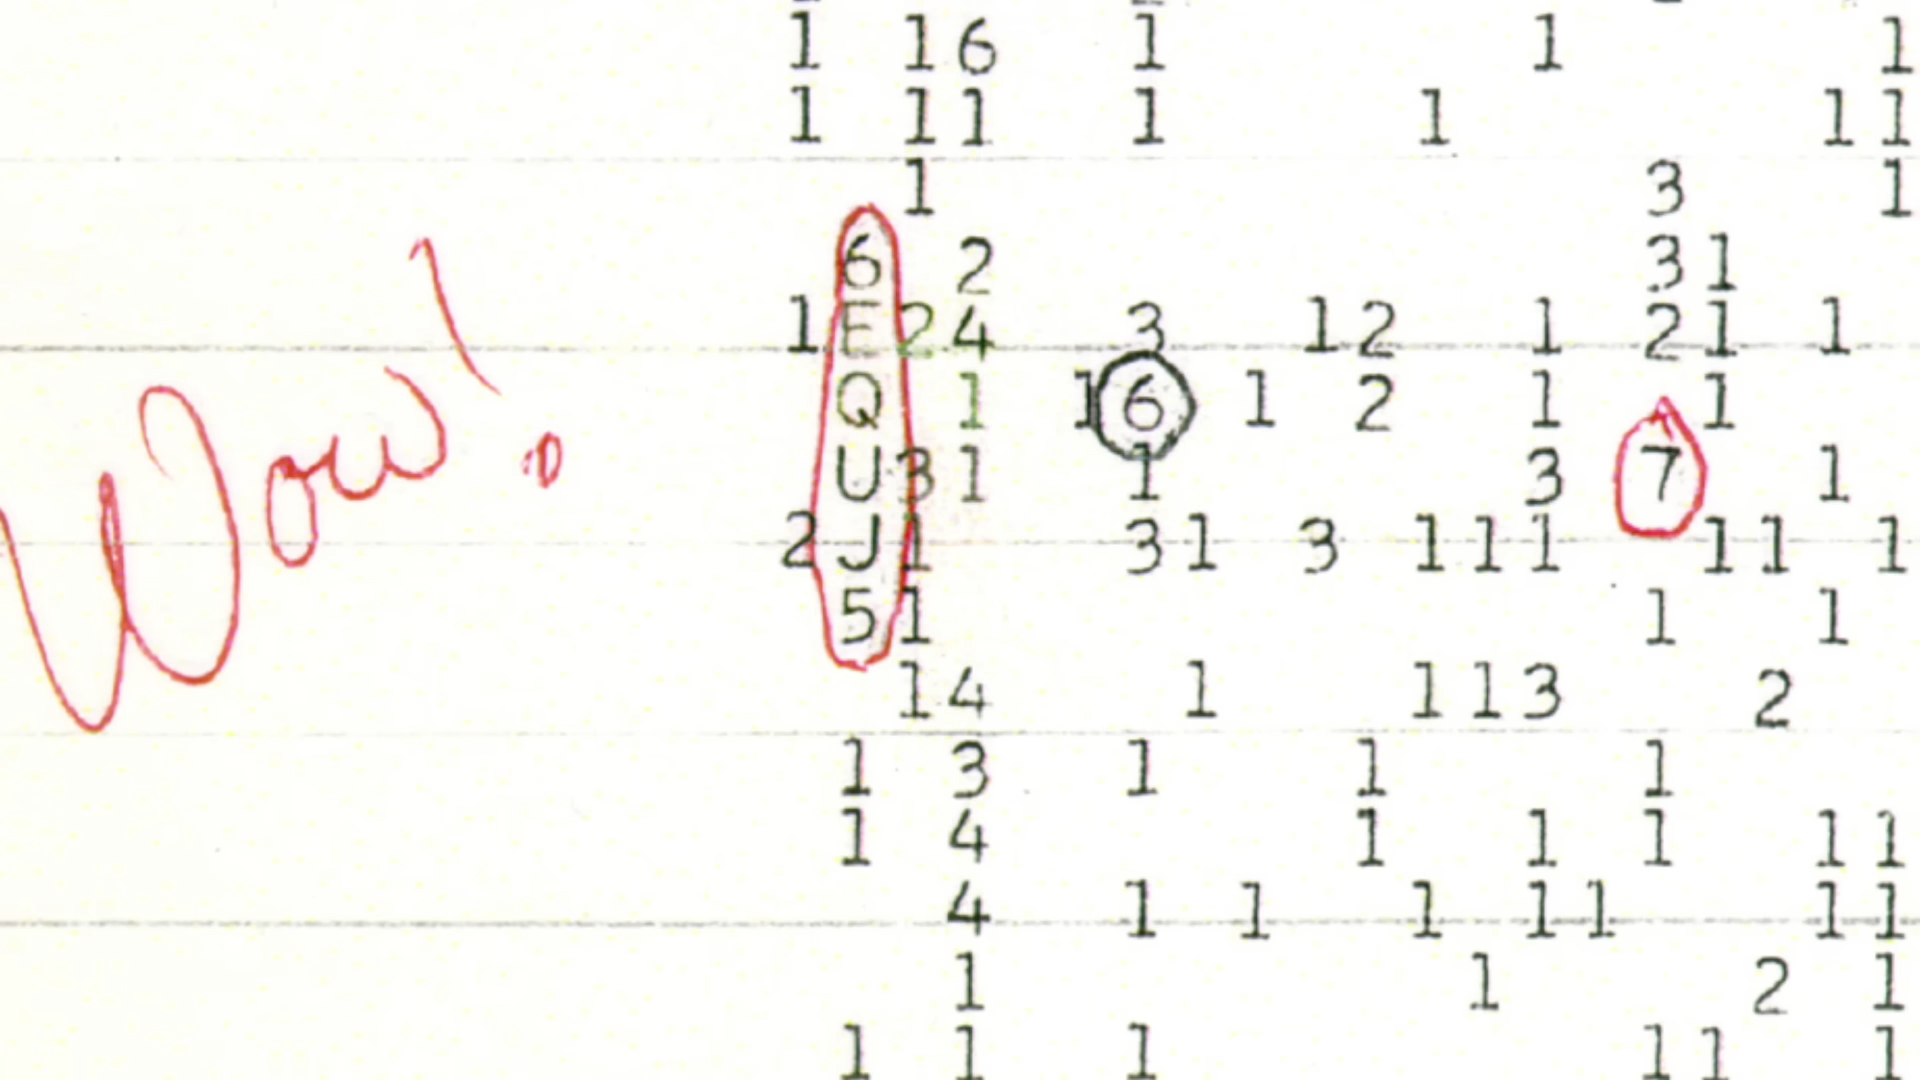 1 16 1 1 1
1 11 1 1 11
1 3 1
6 2 31
1E24 3 12 1 21 1
Q 1 16 1 2 1 1
U31 1 3 7 1
2J1 31 3 111 11 1
51 1 1
14 1 113 2
1 3 1 1 1
1 4 1 1 1 11
4 1 1 1 11 11
1 1 2 1
1 1 1 11 1
Wow!